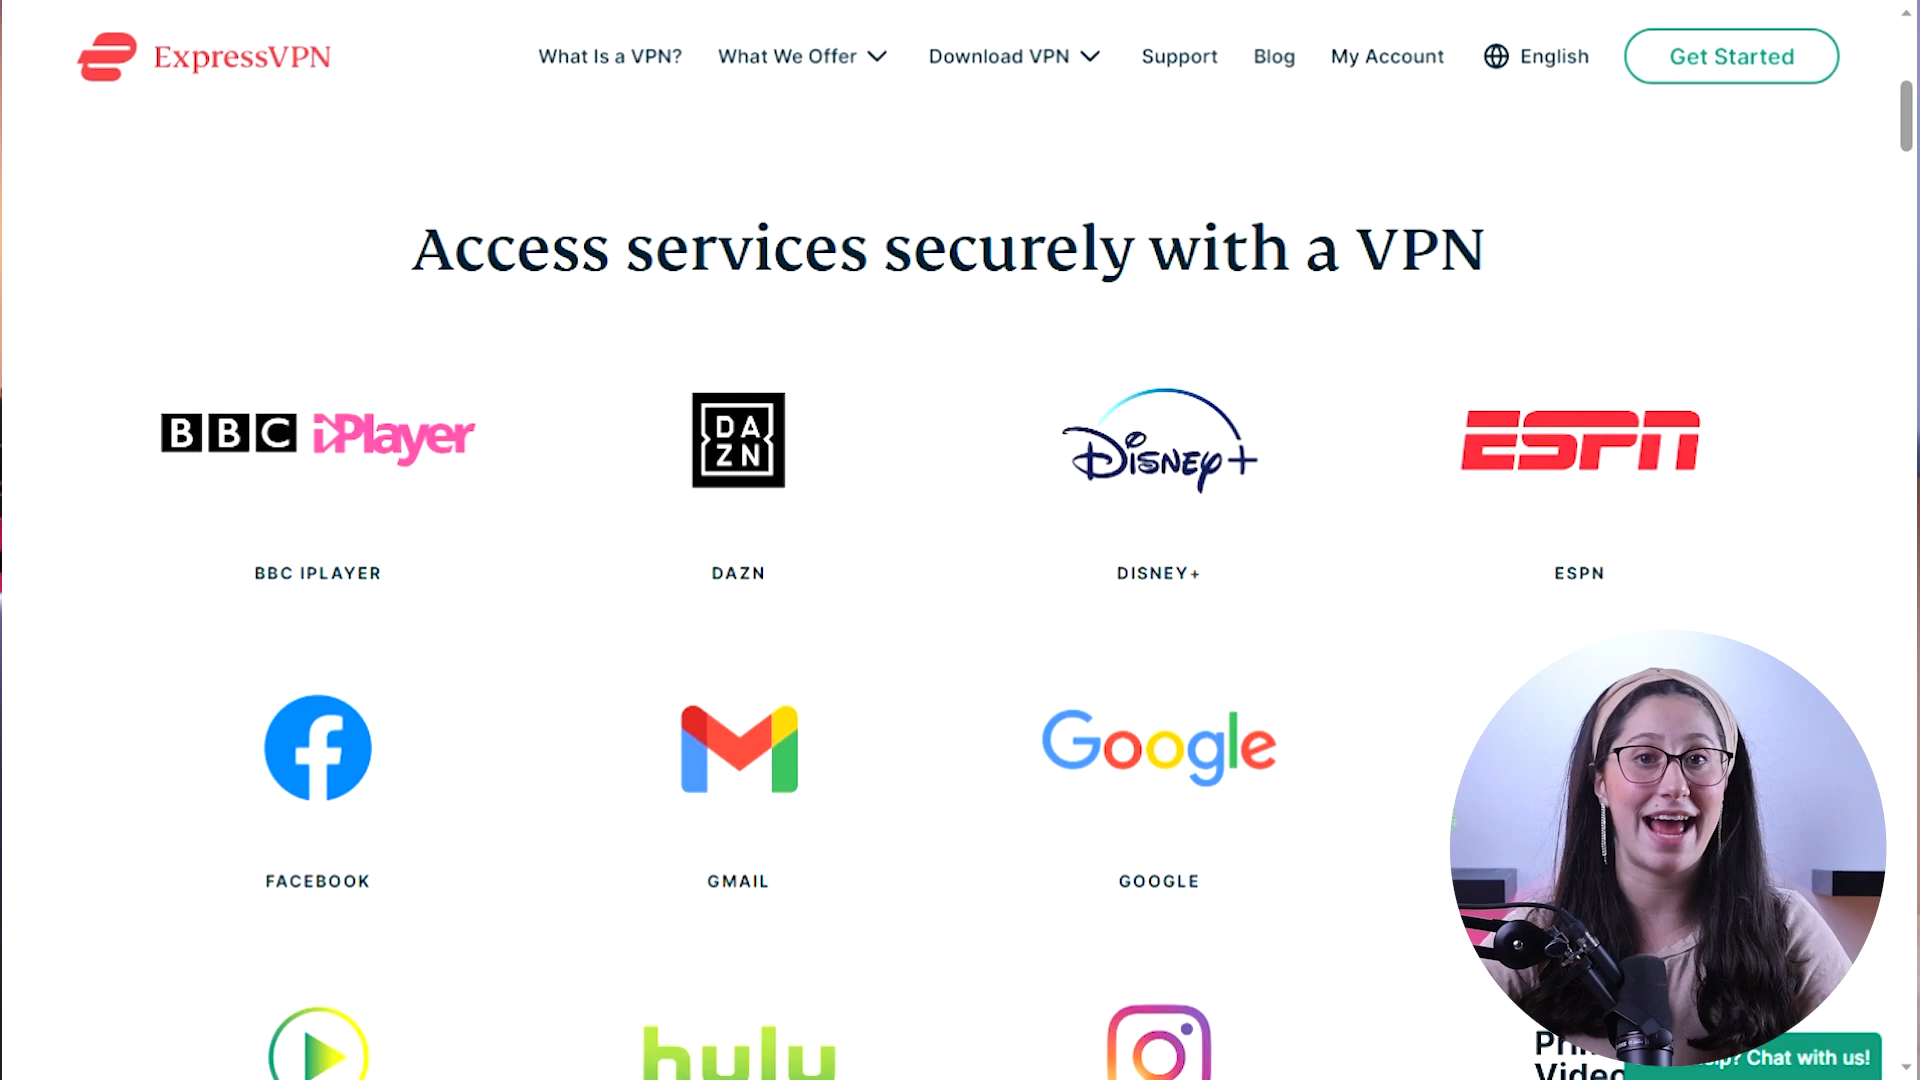 ExpressVPN
What Is a VPN?
What We Offer
Download VPN
Support
Blog
My Account
English
Get Started
Access services securely with a VPN
BBC iPlayer
DAZN
Disney+
ESPN
BBC IPLAYER
DAZN
DISNEY+
ESPN
Google
FACEBOOK
GMAIL
GOOGLE
hulu
Video
Chat with us!